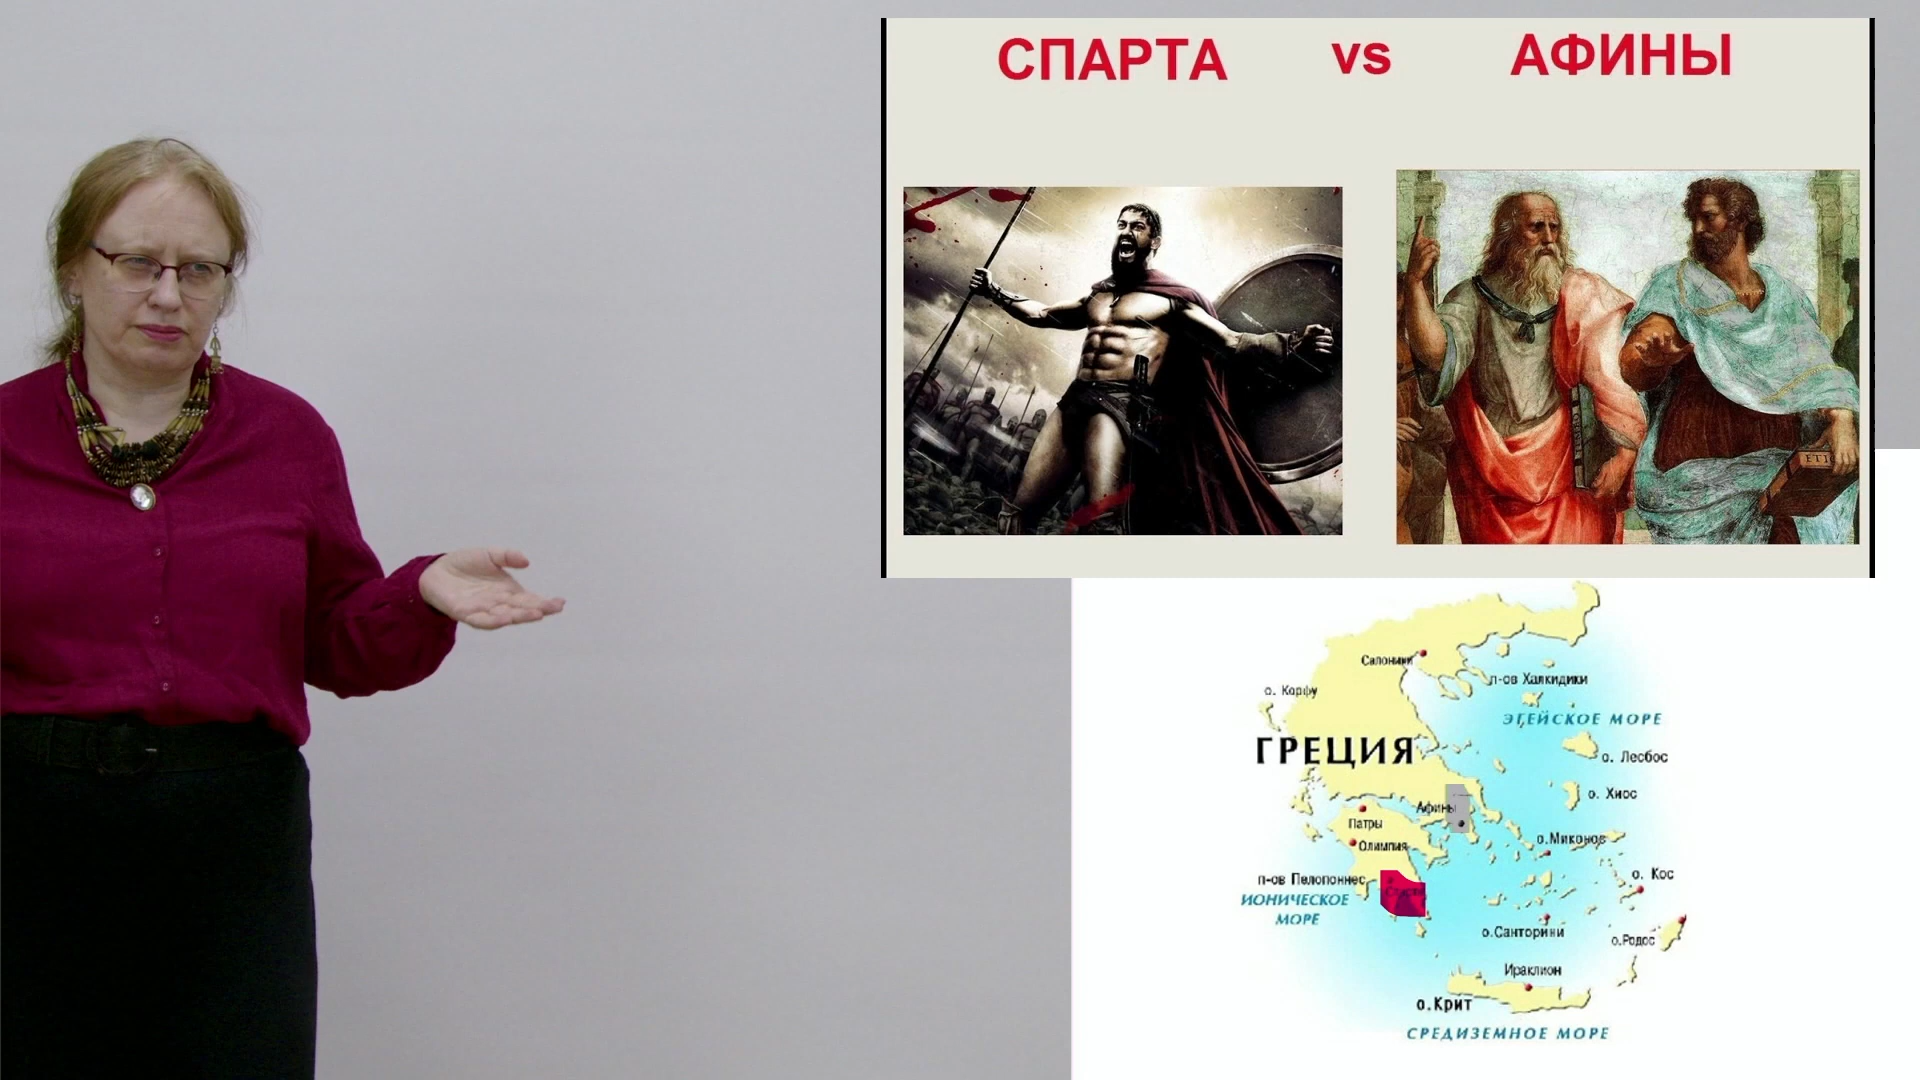 СПАРТА vs АФИНЫ
ETIC
Салоники
п-ов Халкидики
о. Корфу
ЭГЕЙСКОЕ МОРЕ
ГРЕЦИЯ
о. Лесбос
о. Хиос
Афины
Патры
о.Миконос
Олимпия
п-ов Пелопоннес
о. Кос
ИОНИЧЕСКОЕ
МОРЕ
о.Санторини
о.Родос
Ираклион
о.Крит
СРЕДИЗЕМНОЕ МОРЕ